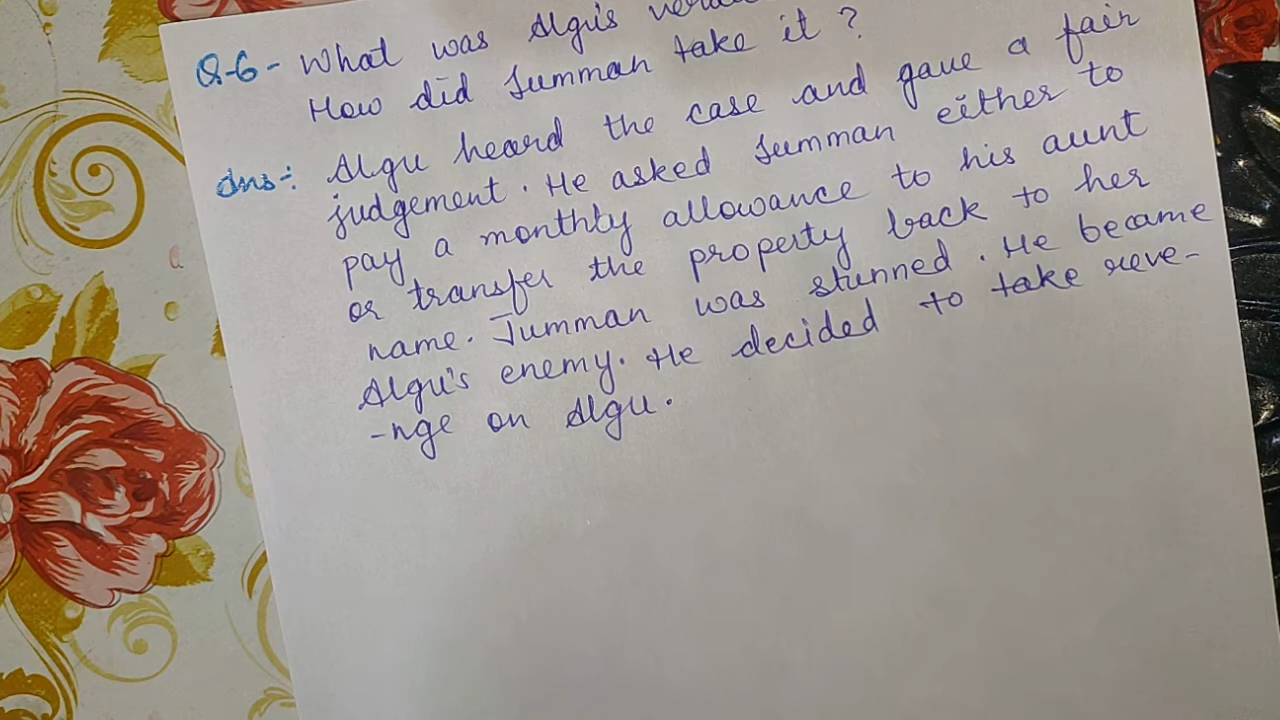 Q-6- What was Algu's
How did Jumman take it ?
Ans-: Algu heard the case and gave a fair
judgement. He asked Jumman either to
pay a monthly allowance to his aunt
or transfer the property back to her
name. Jumman was stunned. He became
Algu's enemy. He decided to take reve-
-nge on Algu.